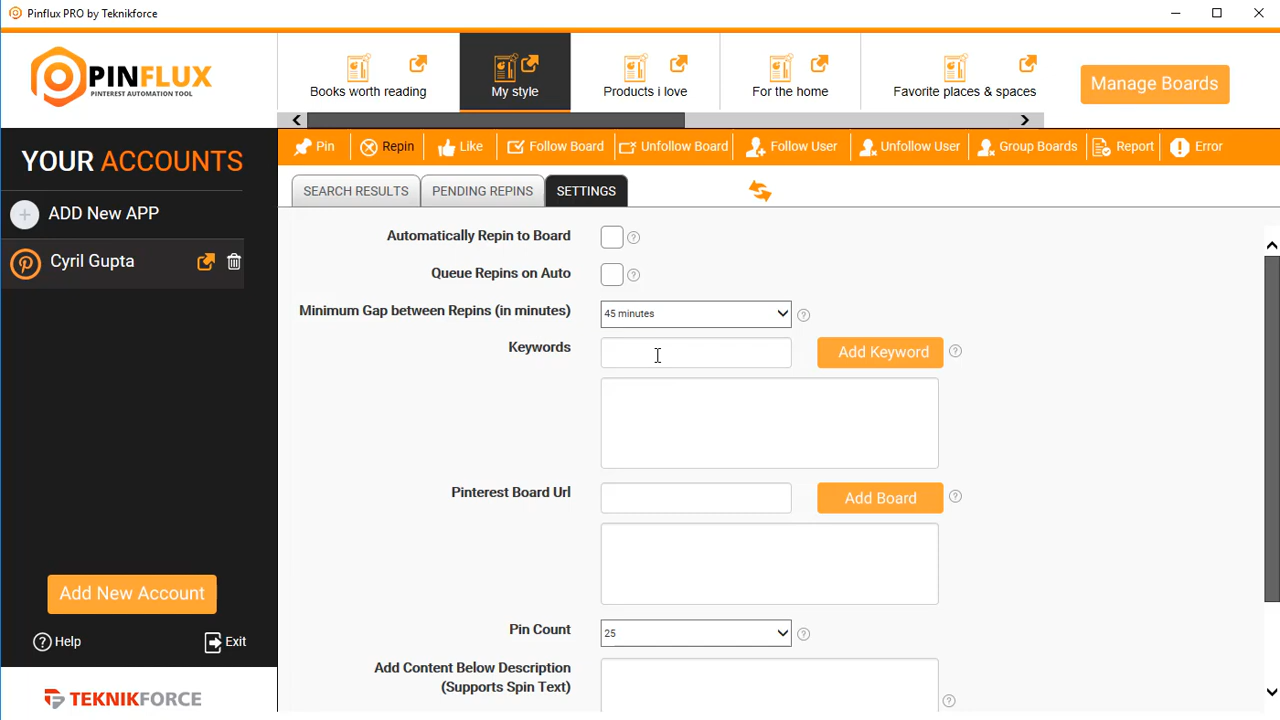 Pinflux PRO by Teknikforce
PINFLUX
PINTEREST AUTOMATION TOOL
Books worth reading
My style
Products i love
For the home
Favorite places & spaces
Manage Boards
Pin
Repin
Like
Follow Board
Unfollow Board
Follow User
Unfollow User
Group Boards
Report
Error
YOUR ACCOUNTS
ADD New APP
Cyril Gupta
SEARCH RESULTS
PENDING REPINS
SETTINGS
Automatically Repin to Board
Queue Repins on Auto
Minimum Gap between Repins (in minutes)
45 minutes
Keywords
Add Keyword
Pinterest Board Url
Add Board
Pin Count
25
Add Content Below Description
(Supports Spin Text)
Add New Account
Help
Exit
TEKNIKFORCE